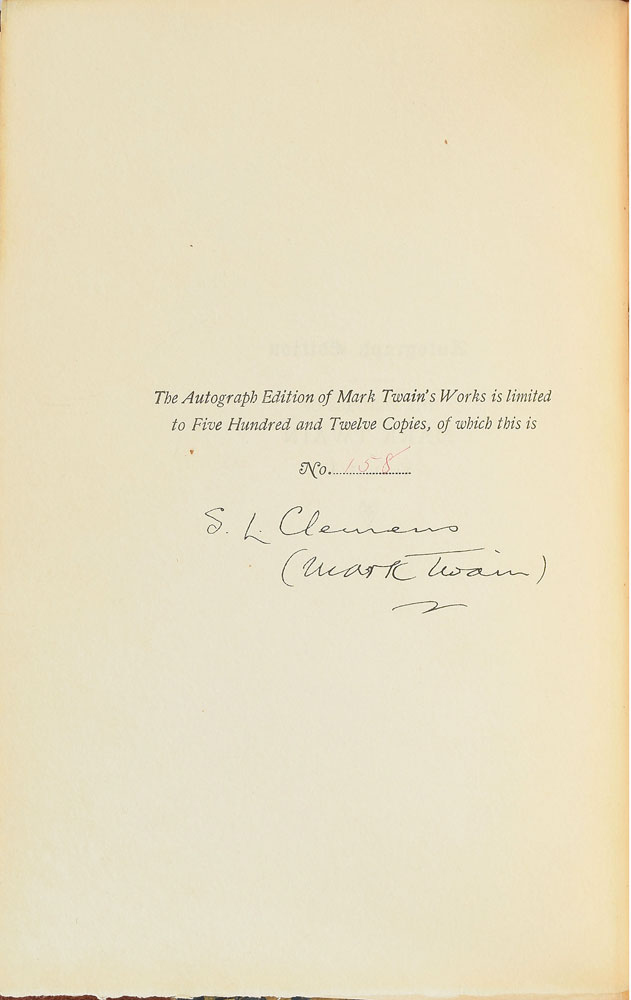 The Autograph Edition of Mark Twain's Works is limited
to Five Hundred and Twelve Copies, of which this is
No. 158
S. L. Clemens
(Mark Twain)